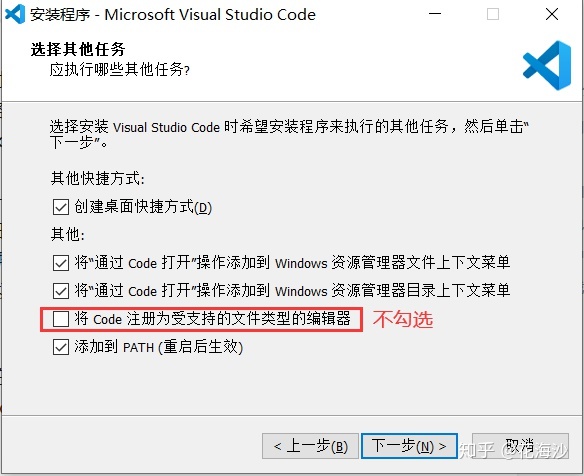 安装程序 - Microsoft Visual Studio Code
选择其他任务
应执行哪些其他任务?
选择安装 Visual Studio Code 时希望安装程序来执行的其他任务，然后单击“
下一步”。
其他快捷方式:
创建桌面快捷方式(D)
其他:
将“通过 Code 打开”操作添加到 Windows 资源管理器文件上下文菜单
将“通过 Code 打开”操作添加到 Windows 资源管理器目录上下文菜单
将 Code 注册为受支持的文件类型的编辑器 不勾选
添加到 PATH (重启后生效)
< 上一步(B) 下一步(N) > 取消
知乎 @花海沙